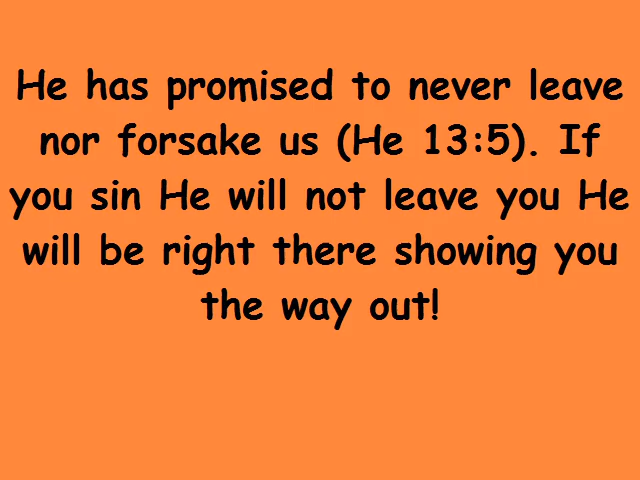 He has promised to never leave
nor forsake us (He 13:5). If
you sin He will not leave you He
will be right there showing you
the way out!